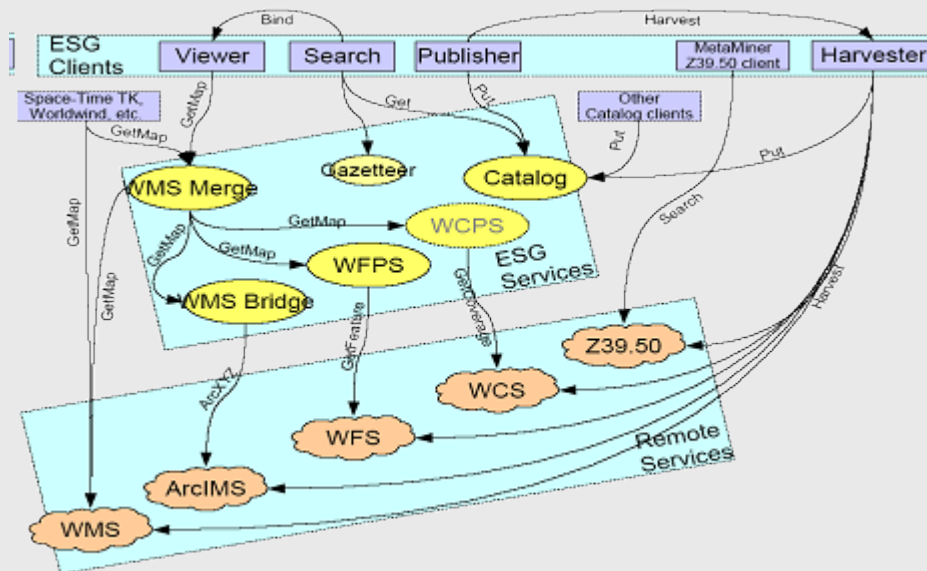 Bind
Harvest
ESG
Clients
Viewer
Search
Publisher
MetaMiner
Z39.50 client
Harvester
Space-Time TK,
Worldwind, etc.
GetMap
Get
Put
Other
Catalog clients
GetMap
Put
Put
Gazetteer
WMS Merge
Catalog
Search
GetMap
GetMap
GetMap
WCPS
GetMap
GetMap
WFPS
ESG
Services
WMS Bridge
GetCoverage
Harvest
GetFeature
Z39.50
ArcXYZ
WCS
WFS
Remote
Services
ArcIMS
WMS